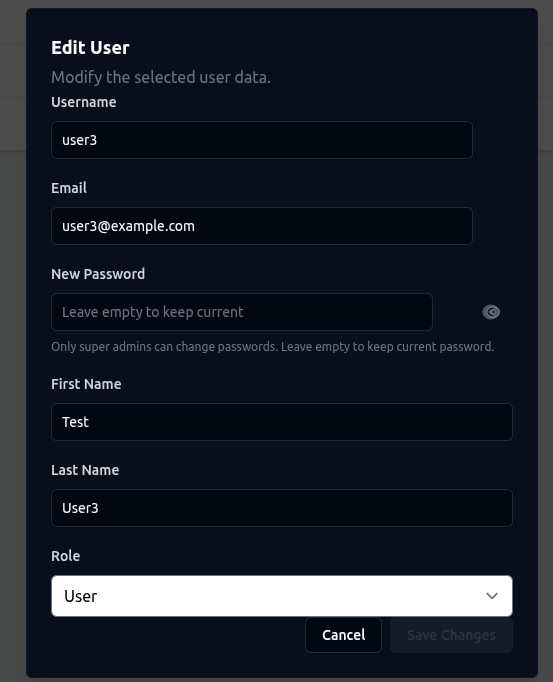 Edit User
Modify the selected user data.
Username
user3
Email
user3@example.com
New Password
Leave empty to keep current
Only super admins can change passwords. Leave empty to keep current password.
First Name
Test
Last Name
User3
Role
User
Cancel Save Changes